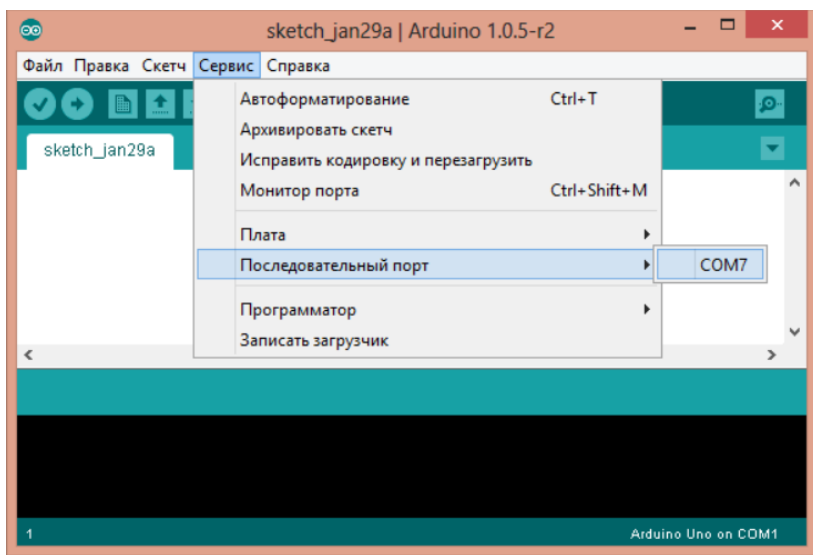 sketch_jan29a | Arduino 1.0.5-r2
Файл Правка Скетч Сервис Справка
sketch_jan29a
Автоформатирование Ctrl+T
Архивировать скетч
Исправить кодировку и перезагрузить
Монитор порта Ctrl+Shift+M
Плата
Последовательный порт COM7
Программатор
Записать загрузчик
1 Arduino Uno on COM1